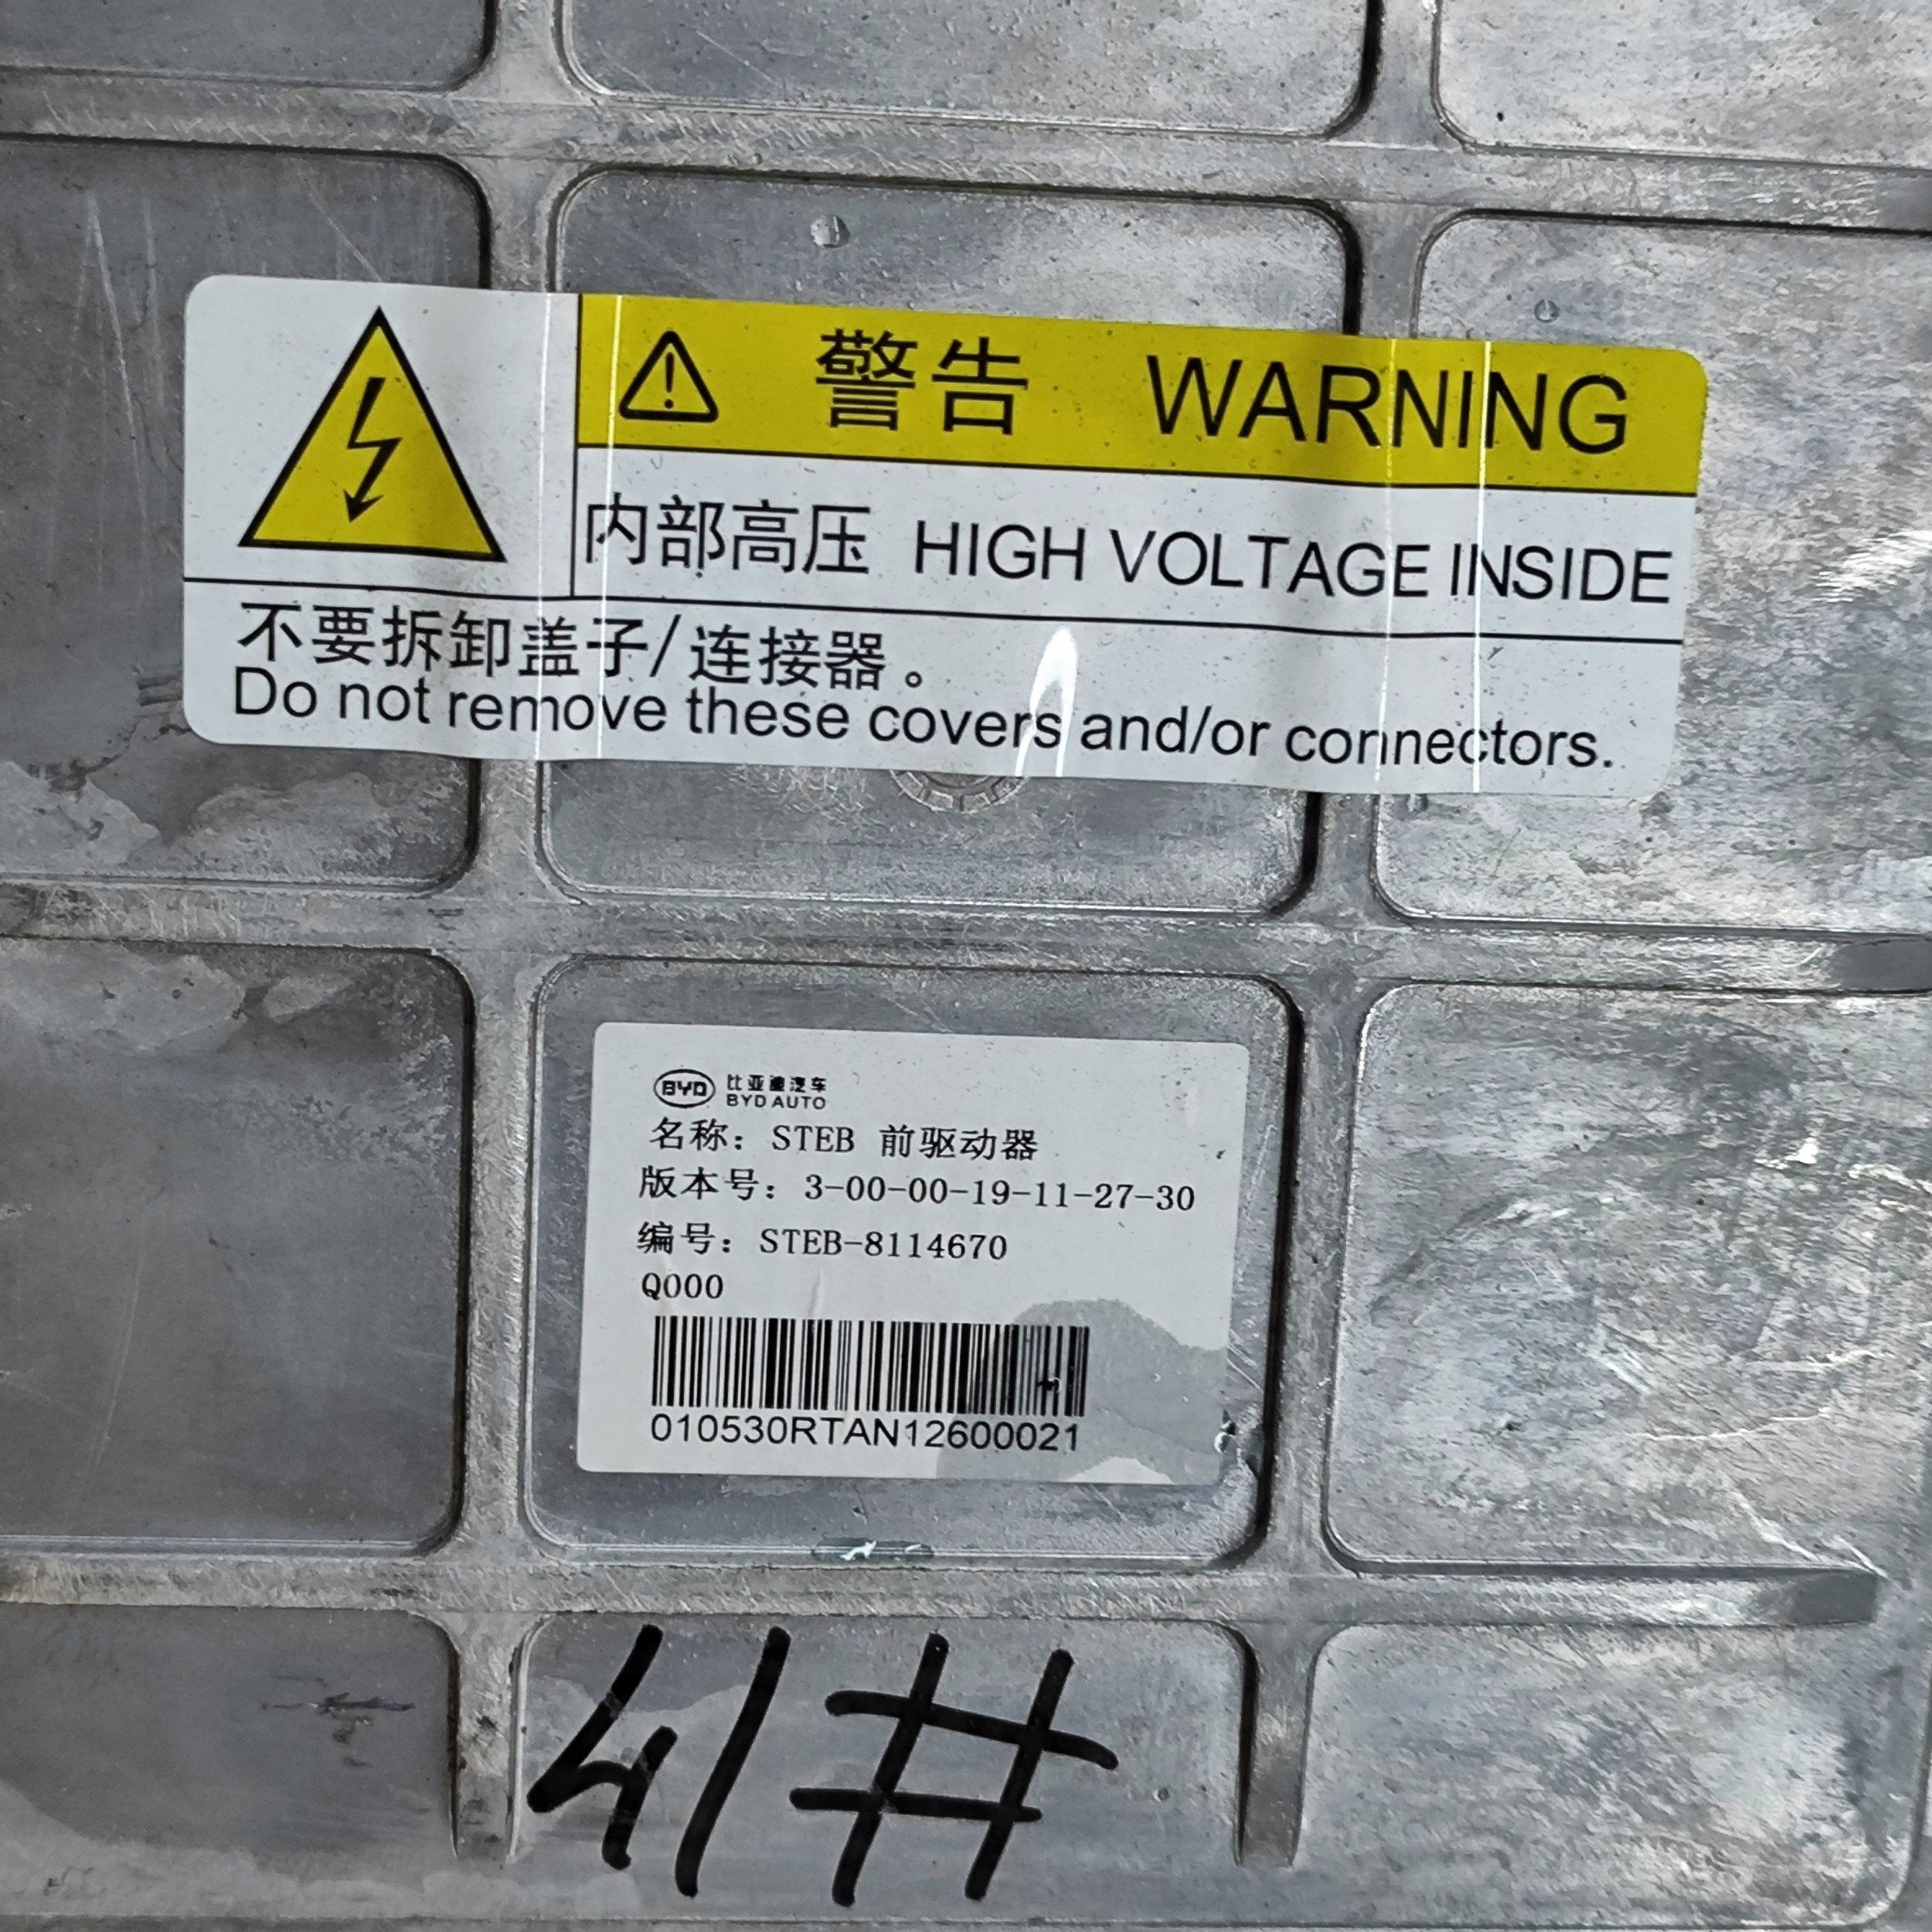 警告 WARNING
内部高压 HIGH VOLTAGE INSIDE
不要拆卸盖子/连接器。
Do not remove these covers and/or connectors.
BYD 比亚迪汽车
BYD AUTO
名称: STEB 前驱动器
版本号: 3-00-00-19-11-27-30
编号: STEB-8114670
Q000
010530RTAN12600021
41#